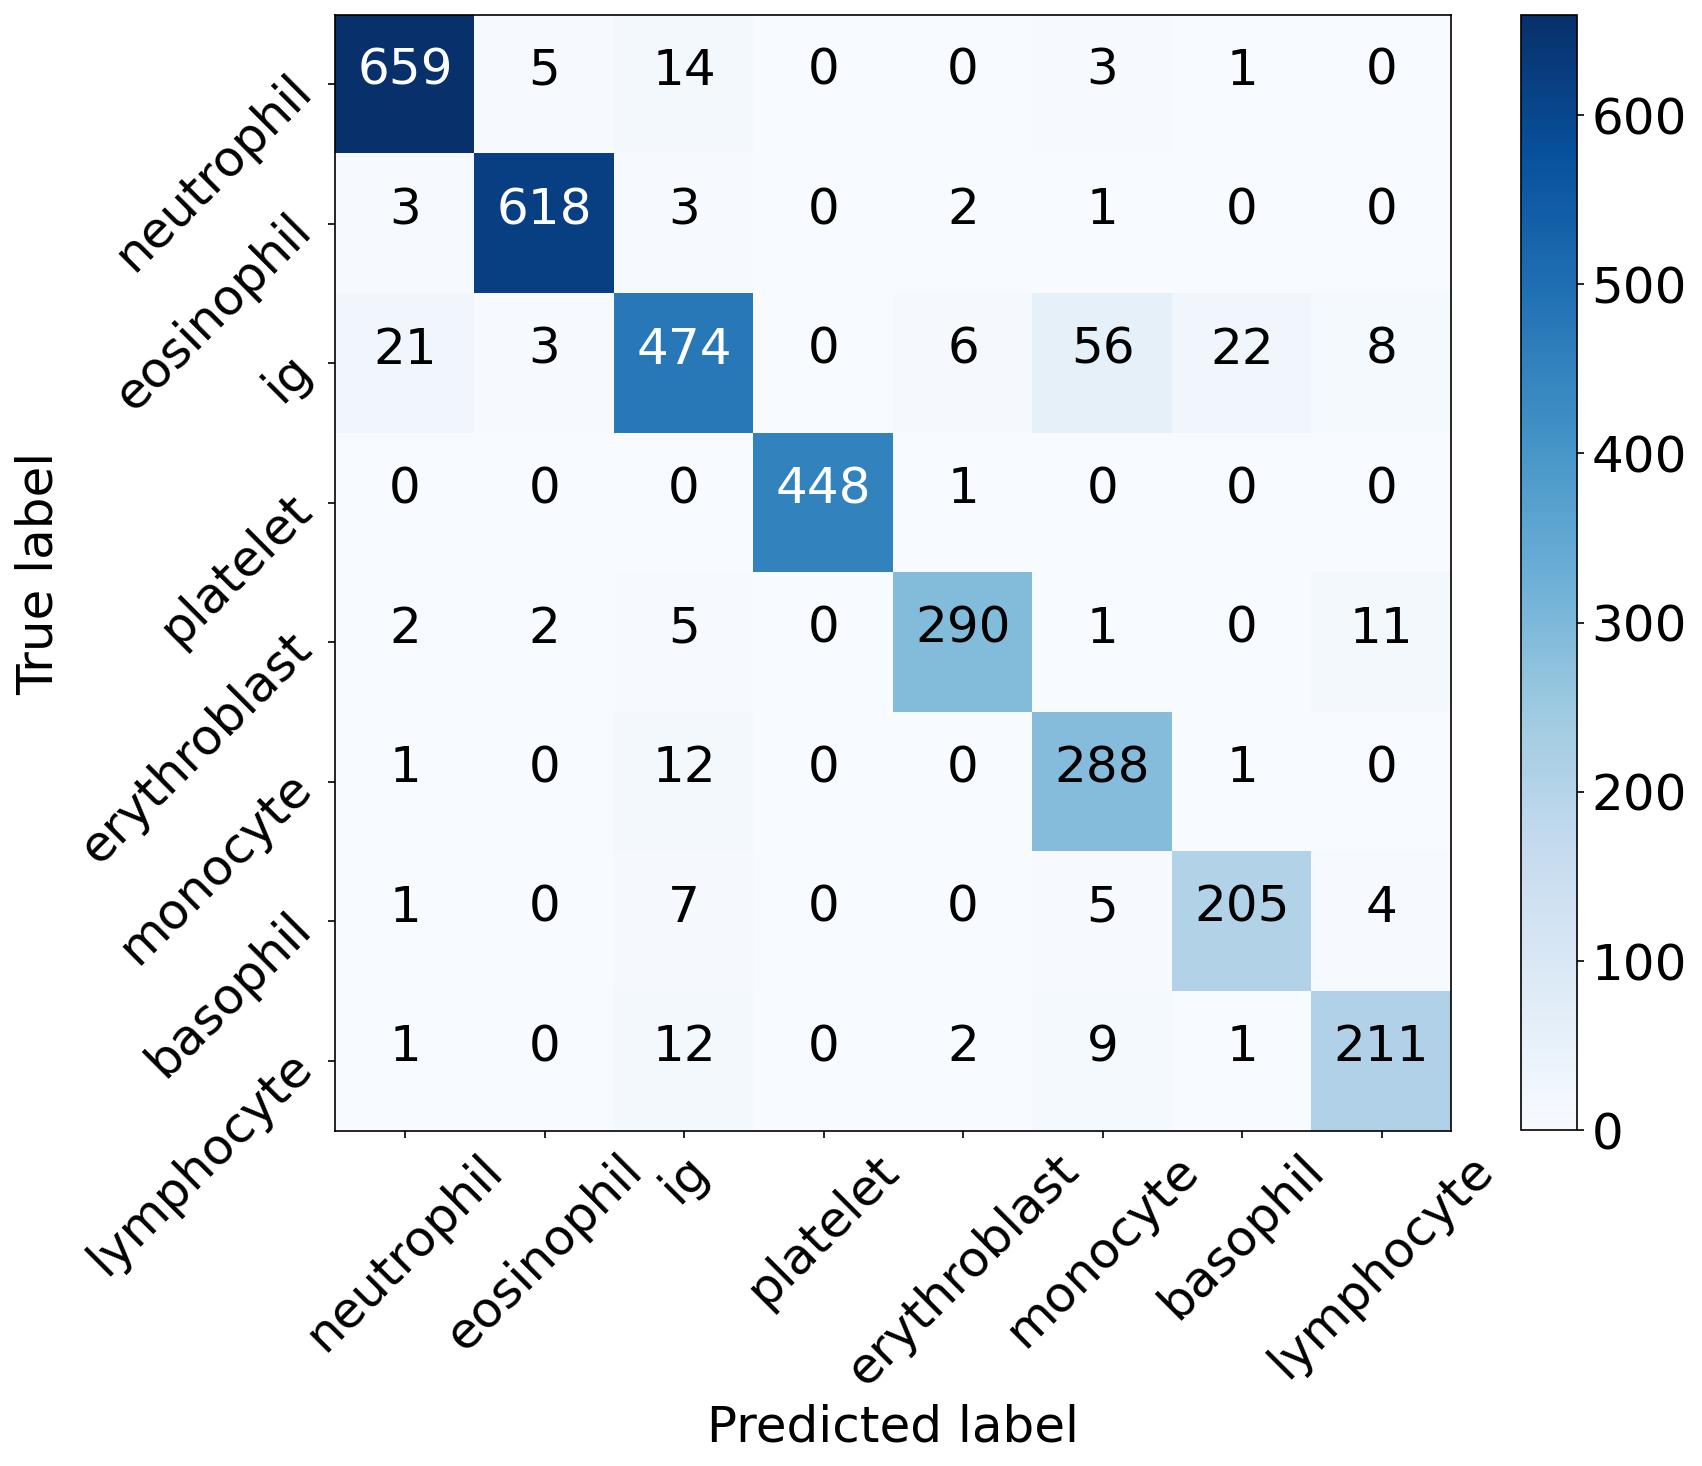 659 5 14 0 0 3 1 0
neutrophil
3 618 3 0 2 1 0 0
eosinophil
21 3 474 0 6 56 22 8
ig
0 0 0 448 1 0 0 0
platelet
2 2 5 0 290 1 0 11
erythroblast
1 0 12 0 0 288 1 0
monocyte
1 0 7 0 0 5 205 4
basophil
1 0 12 0 2 9 1 211
lymphocyte
True label
neutrophil
eosinophil
ig
platelet
erythroblast
monocyte
basophil
lymphocyte
Predicted label
600
500
400
300
200
100
0